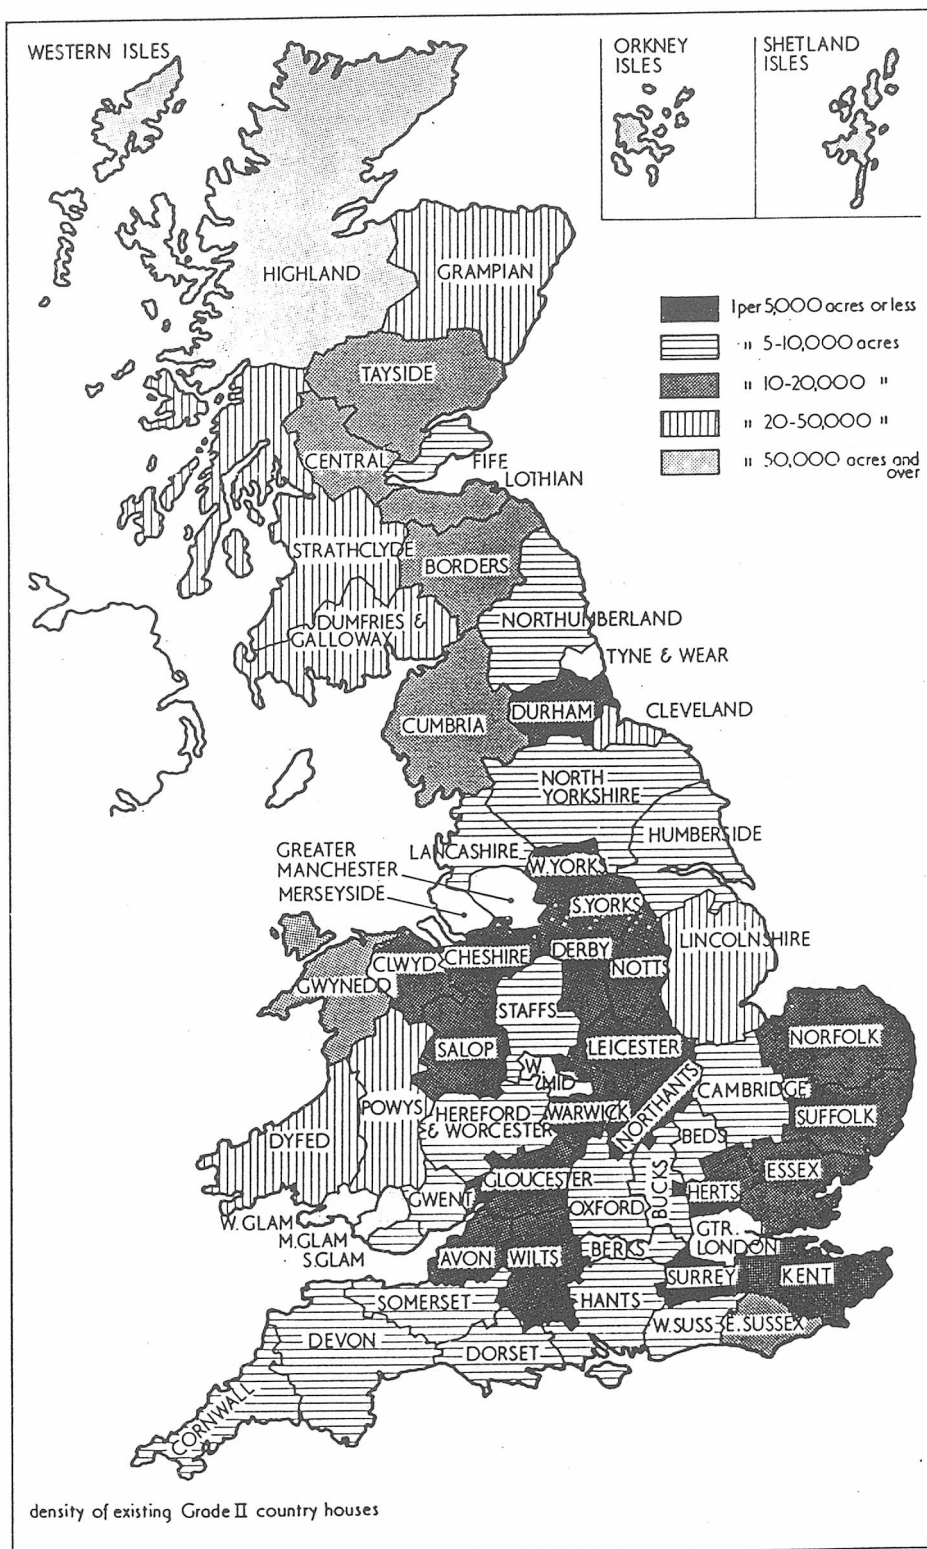 WESTERN ISLES
ORKNEY
ISLES
SHETLAND
ISLES
HIGHLAND
GRAMPIAN
1 per 5,000 acres or less
" 5-10,000 acres
" 10-20,000 "
" 20-50,000 "
" 50,000 acres and
over
TAYSIDE
CENTRAL
FIFE
LOTHIAN
STRATHCLYDE
BORDERS
DUMFRIES &
GALLOWAY
NORTHUMBERLAND
TYNE & WEAR
CUMBRIA
DURHAM
CLEVELAND
NORTH
YORKSHIRE
HUMBERSIDE
LANCASHIRE
W.YORKS
GREATER
MANCHESTER
MERSEYSIDE
S.YORKS
CLWYD
CHESHIRE
DERBY
NOTTS
LINCOLNSHIRE
GWYNEDD
STAFFS
SALOP
LEICESTER
NORFOLK
W.
MID
POWYS
HEREFORD
& WORCESTER
WARWICK
NORTHANTS
CAMBRIDGE
SUFFOLK
DYFED
BEDS
GWENT
GLOUCESTER
OXFORD
BUCKS
HERTS
ESSEX
W. GLAM
M.GLAM
S.GLAM
AVON
WILTS
BERKS
GTR.
LONDON
SURREY
KENT
SOMERSET
HANTS
W.SUSS
E.SUSSEX
DEVON
DORSET
CORNWALL
density of existing Grade II country houses